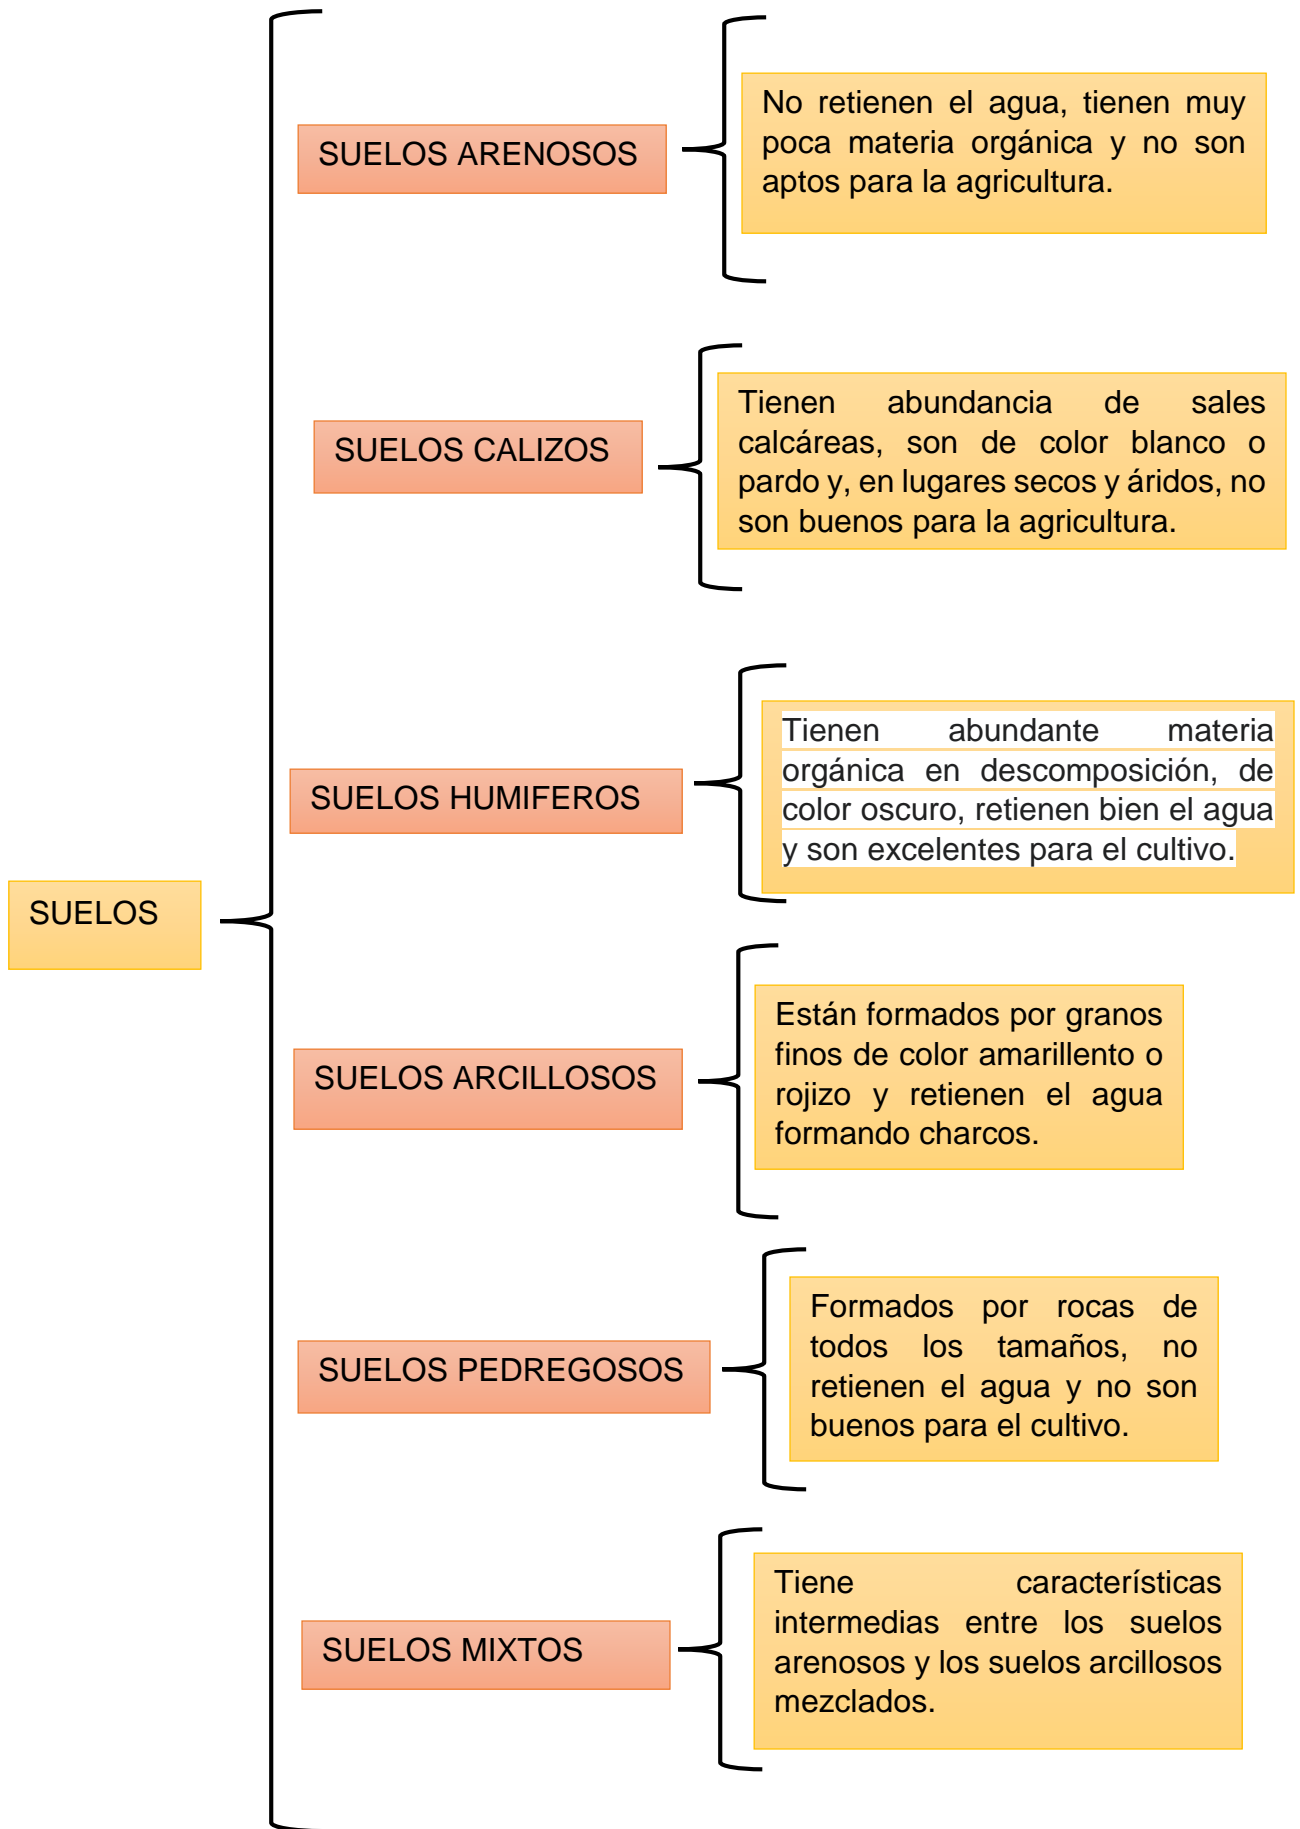 SUELOS
SUELOS ARENOSOS
No retienen el agua, tienen muy
poca materia orgánica y no son
aptos para la agricultura.
SUELOS CALIZOS
Tienen abundancia de sales
calcáreas, son de color blanco o
pardo y, en lugares secos y áridos, no
son buenos para la agricultura.
SUELOS HUMIFEROS
Tienen abundante materia
orgánica en descomposición, de
color oscuro, retienen bien el agua
y son excelentes para el cultivo.
SUELOS ARCILLOSOS
Están formados por granos
finos de color amarillento o
rojizo y retienen el agua
formando charcos.
SUELOS PEDREGOSOS
Formados por rocas de
todos los tamaños, no
retienen el agua y no son
buenos para el cultivo.
SUELOS MIXTOS
Tiene características
intermedias entre los suelos
arenosos y los suelos arcillosos
mezclados.